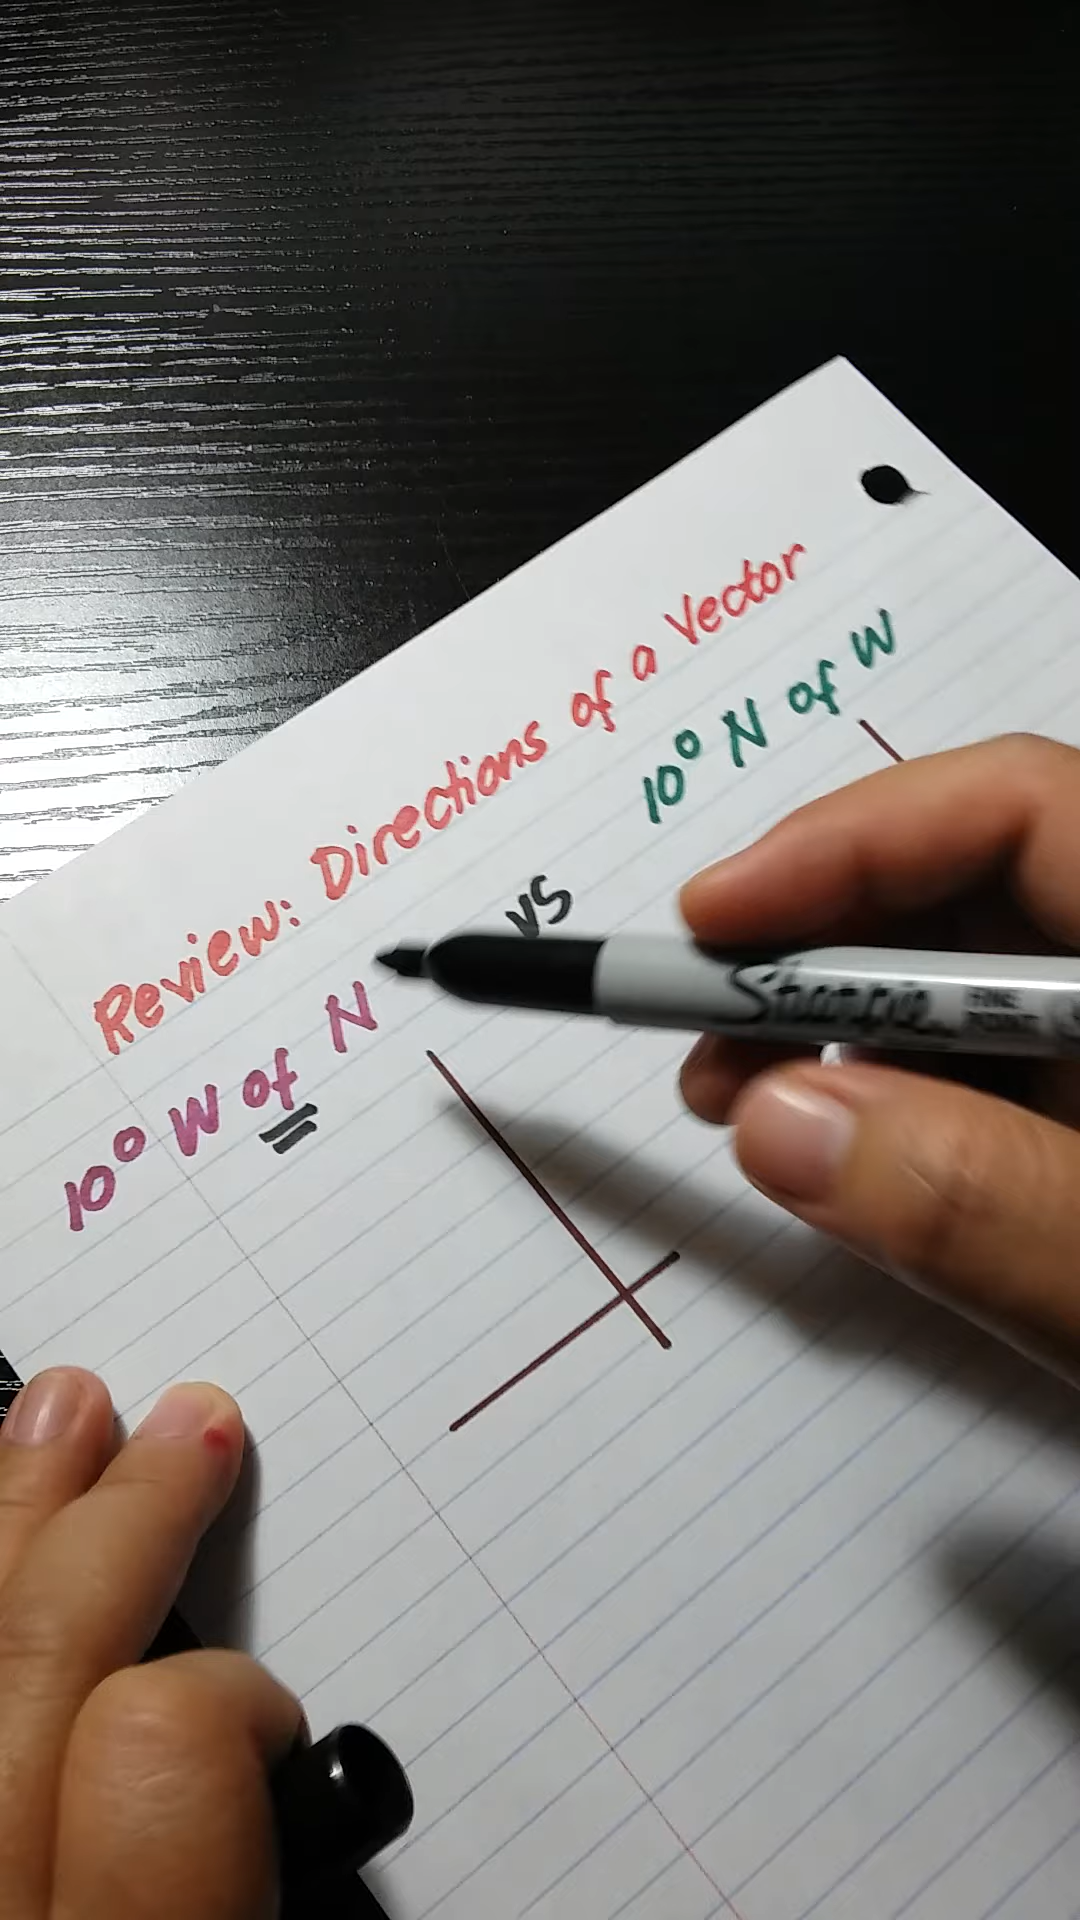 Review: Directions of a Vector
10° W of N
vs
10° N of W
Sharpie
FINE POINT